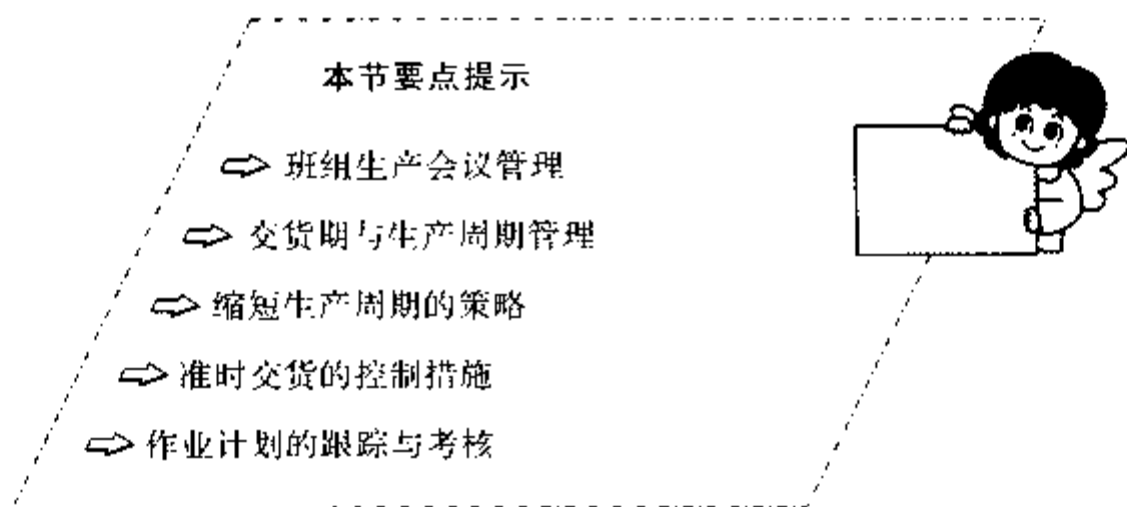 本节要点提示
班组生产会议管理
交货期与生产周期管理
缩短生产周期的策略
准时交货的控制措施
作业计划的跟踪与考核